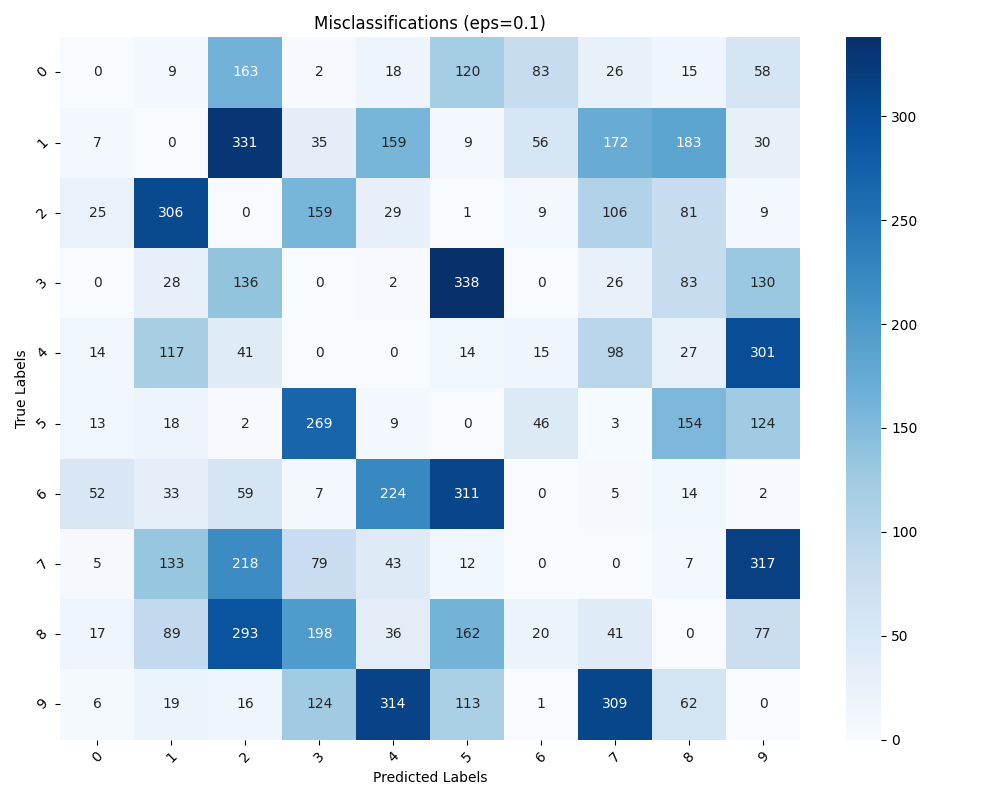 Misclassifications (eps=0.1)
True Labels
0 0 9 163 2 18 120 83 26 15 58
1 7 0 331 35 159 9 56 172 183 30
2 25 306 0 159 29 1 9 106 81 9
3 0 28 136 0 2 338 0 26 83 130
4 14 117 41 0 0 14 15 98 27 301
5 13 18 2 269 9 0 46 3 154 124
6 52 33 59 7 224 311 0 5 14 2
7 5 133 218 79 43 12 0 0 7 317
8 17 89 293 198 36 162 20 41 0 77
9 6 19 16 124 314 113 1 309 62 0
0 1 2 3 4 5 6 7 8 9
Predicted Labels
300
250
200
150
100
50
0